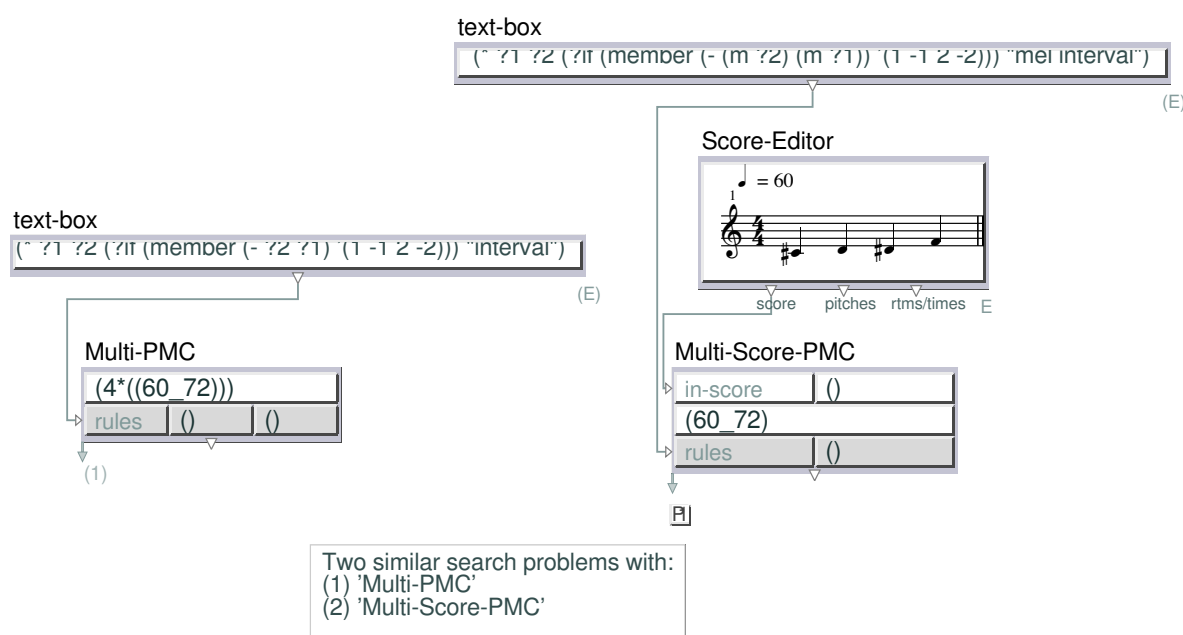 text-box
(* ?1 ?2 (?if (member (- (m ?2) (m ?1)) '(1 -1 2 -2))) "mel interval")
(E)
Score-Editor
= 60
1
4
4
score pitches rtms/times E
text-box
(* ?1 ?2 (?if (member (- ?2 ?1) '(1 -1 2 -2))) "interval")
(E)
Multi-PMC
(4*((60_72)))
rules () ()
(1)
Multi-Score-PMC
in-score ()
(60_72)
rules ()
Two similar search problems with:
(1) 'Multi-PMC'
(2) 'Multi-Score-PMC'